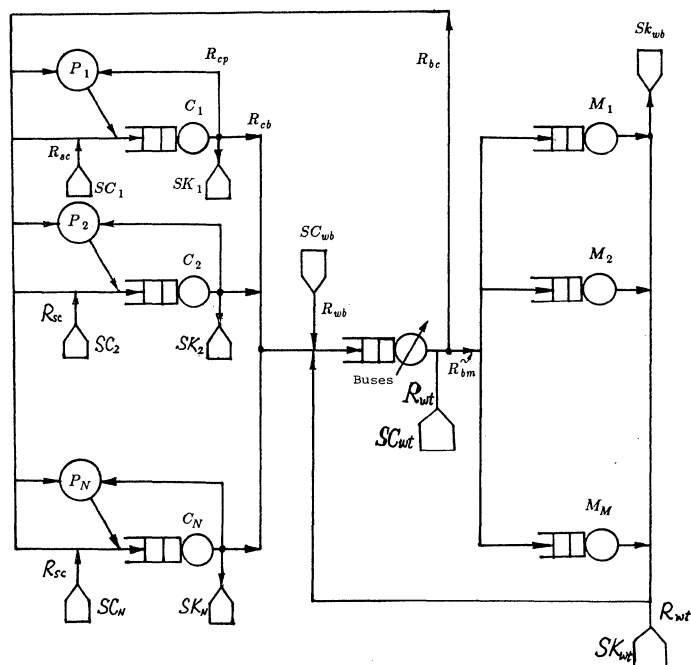 Sk_wb
R_cp
R_bc
P_1
C_1
R_cb
M_1
R_sc
SC_1
SK_1
P_2
SC_wb
C_2
M_2
R_sc
R_wb
SC_2
SK_2
Buses
R_bm
R_wt
SC_wt
P_N
C_N
M_M
R_sc
SC_N
SK_N
R_wt
SK_wt